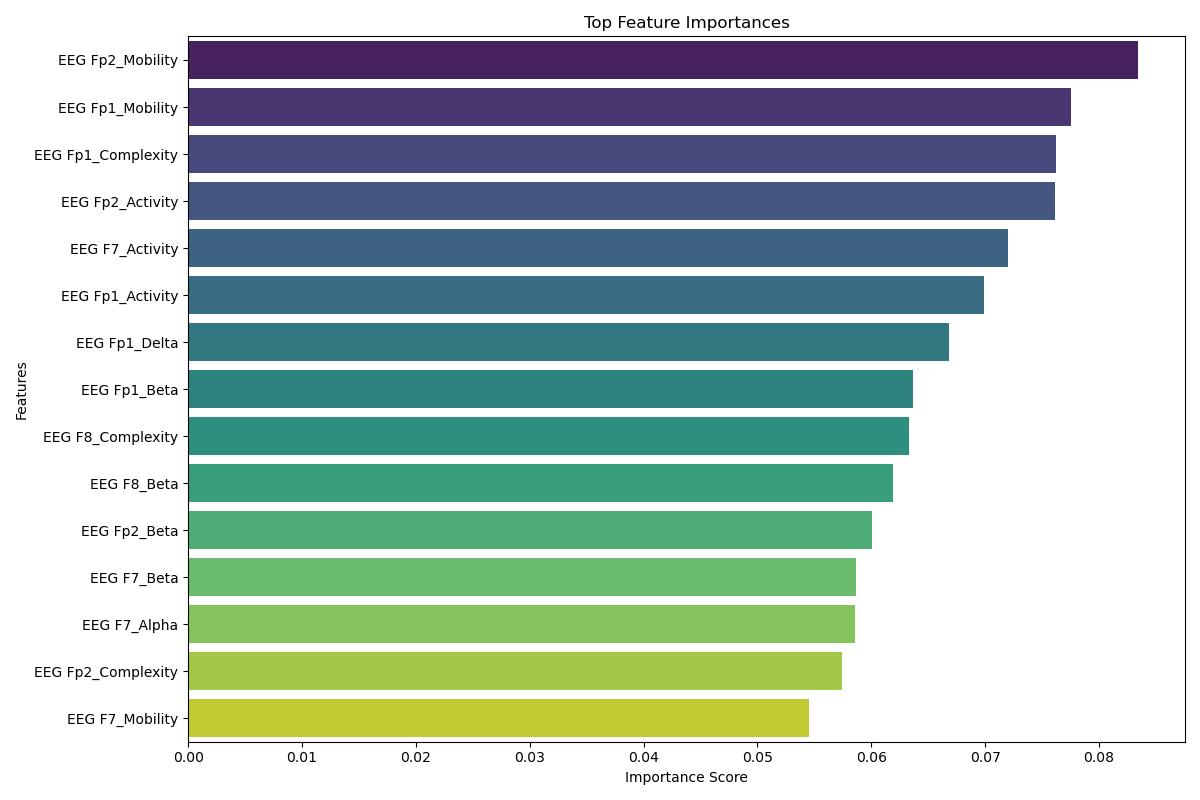 Top Feature Importances
EEG Fp2_Mobility
EEG Fp1_Mobility
EEG Fp1_Complexity
EEG Fp2_Activity
EEG F7_Activity
EEG Fp1_Activity
EEG Fp1_Delta
EEG Fp1_Beta
EEG F8_Complexity
EEG F8_Beta
EEG Fp2_Beta
EEG F7_Beta
EEG F7_Alpha
EEG Fp2_Complexity
EEG F7_Mobility
Features
0.00 0.01 0.02 0.03 0.04 0.05 0.06 0.07 0.08
Importance Score